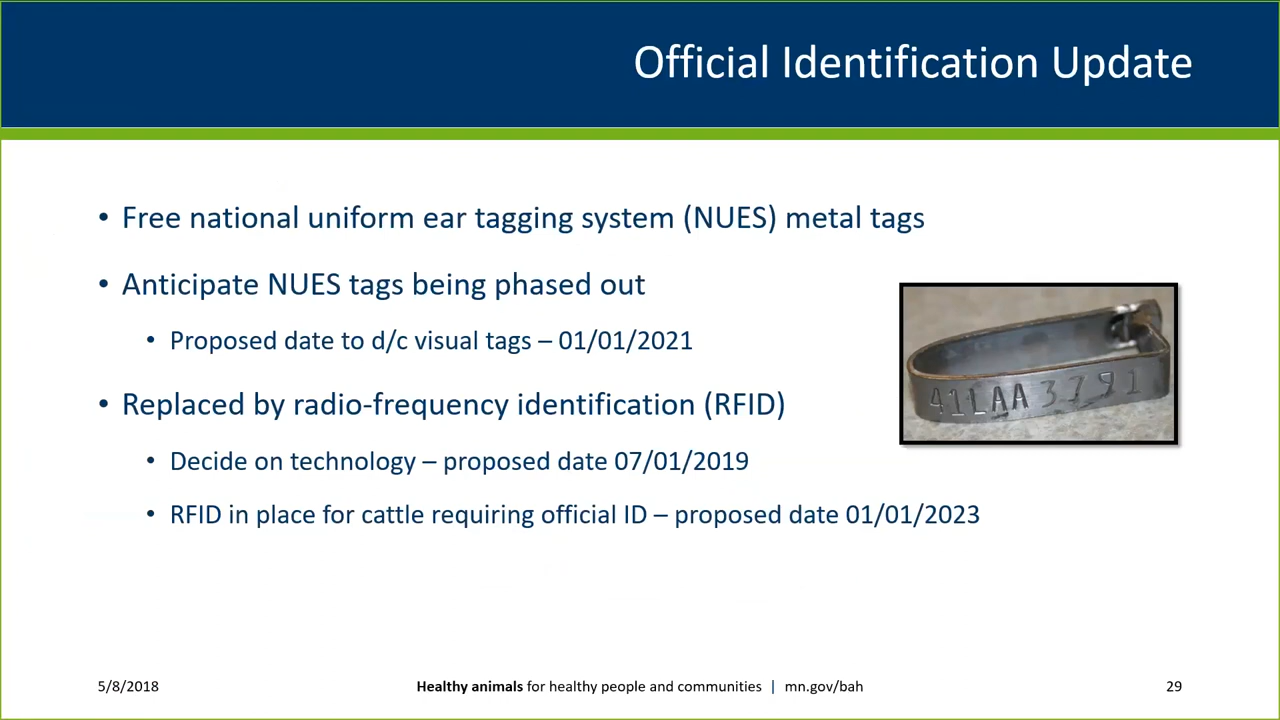 Official Identification Update
• Free national uniform ear tagging system (NUES) metal tags
• Anticipate NUES tags being phased out
• Proposed date to d/c visual tags – 01/01/2021
• Replaced by radio-frequency identification (RFID)
41LAA3791
• Decide on technology – proposed date 07/01/2019
• RFID in place for cattle requiring official ID – proposed date 01/01/2023
5/8/2018
Healthy animals for healthy people and communities | mn.gov/bah
29